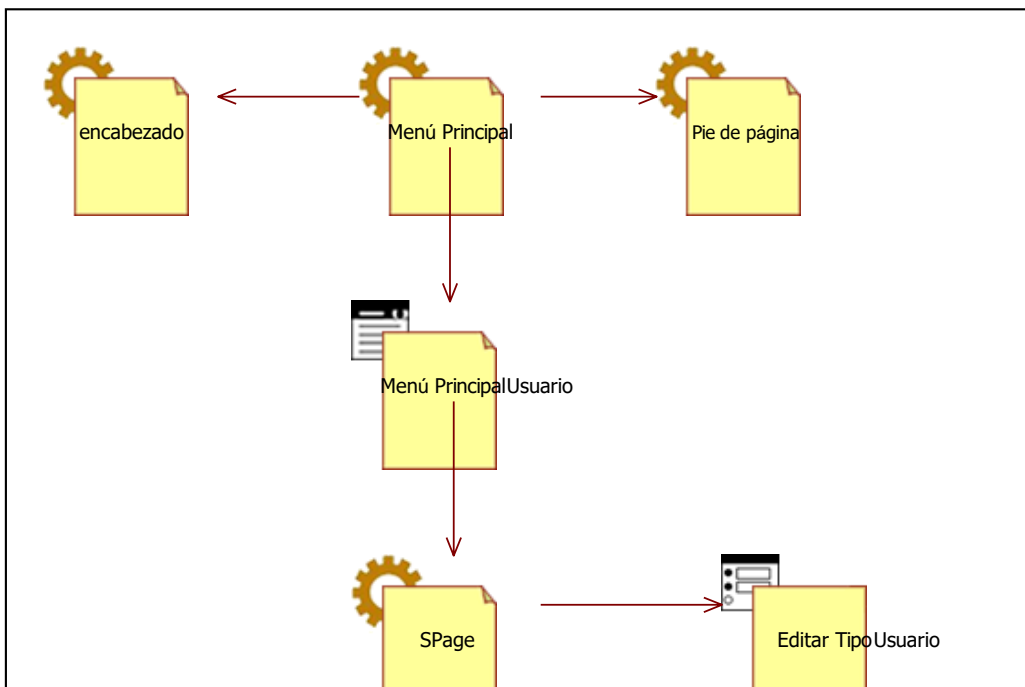 encabezado
Menú Principal
Pie de página
Menú PrincipalUsuario
SPage
Editar TipoUsuario